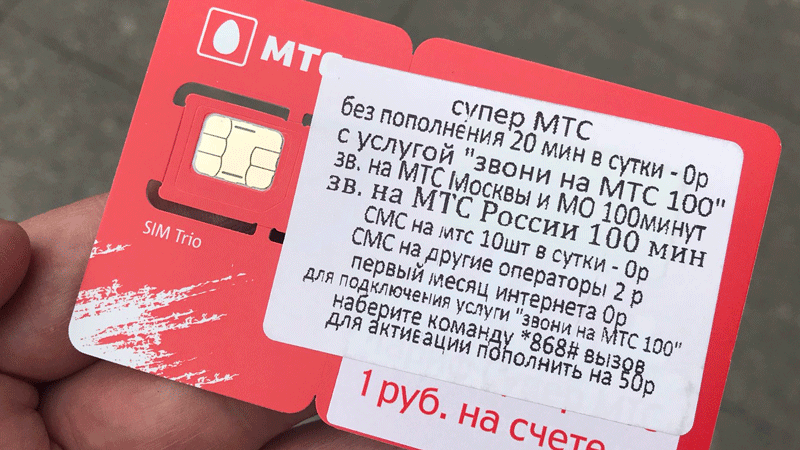 МТС
SIM Trio
супер МТС
без пополнения 20 мин в сутки - 0р
с услугой "звони на МТС 100"
зв. на МТС Москвы и МО 100минут
зв. на МТС России 100 мин
СМС на мтс 10шт в сутки - 0р
СМС на другие операторы 2 р
первый месяц интернета 0р
для подключения услуги "звони на МТС 100"
наберите команду *868# вызов
для активации пополнить на 50р
1 руб. на счете